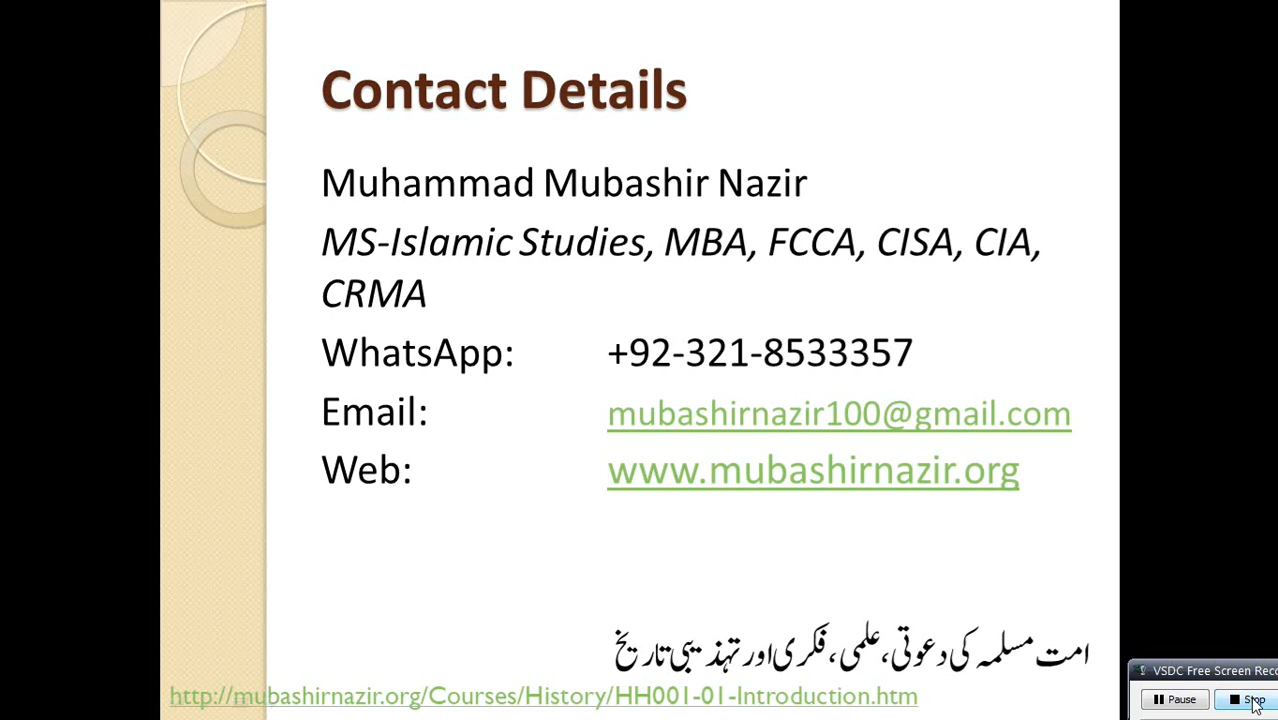 Contact Details
Muhammad Mubashir Nazir
MS-Islamic Studies, MBA, FCCA, CISA, CIA,
CRMA
WhatsApp: +92-321-8533357
Email: mubashirnazir100@gmail.com
Web: www.mubashirnazir.org
امت مسلمہ کی دعوتی، علمی، فکری اور تہذیبی تاریخ
http://mubashirnazir.org/Courses/History/HH001-01-Introduction.htm
VSDC Free Screen Reco
Pause Stop